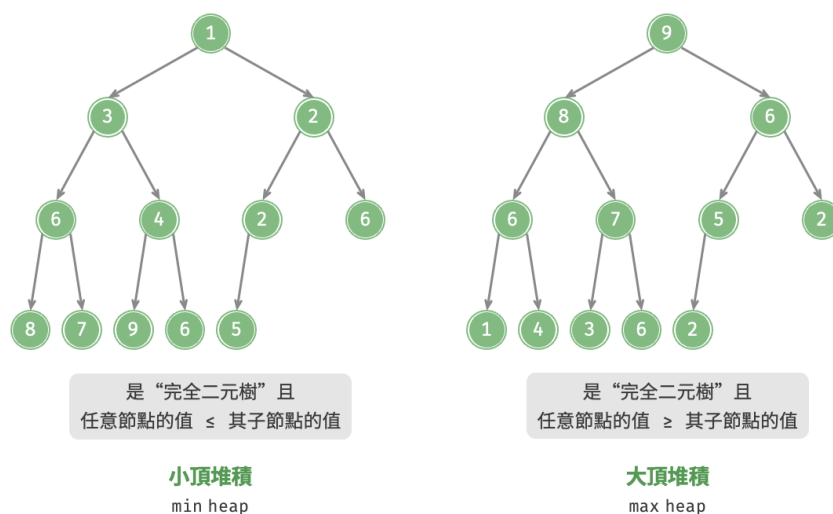 1
9
3 2
8 6
6 4 2 6
6 7 5 2
8 7 9 6 5
1 4 3 6 2
是“完全二元樹”且
任意節點的值 ≤ 其子節點的值
是“完全二元樹”且
任意節點的值 ≥ 其子節點的值
小頂堆積
min heap
大頂堆積
max heap